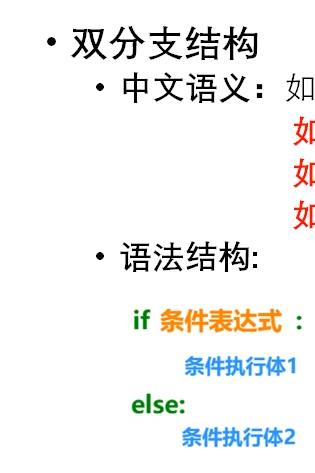 • 双分支结构
• 中文语义：如
如
如
如
• 语法结构:
if 条件表达式 :
条件执行体1
else:
条件执行体2